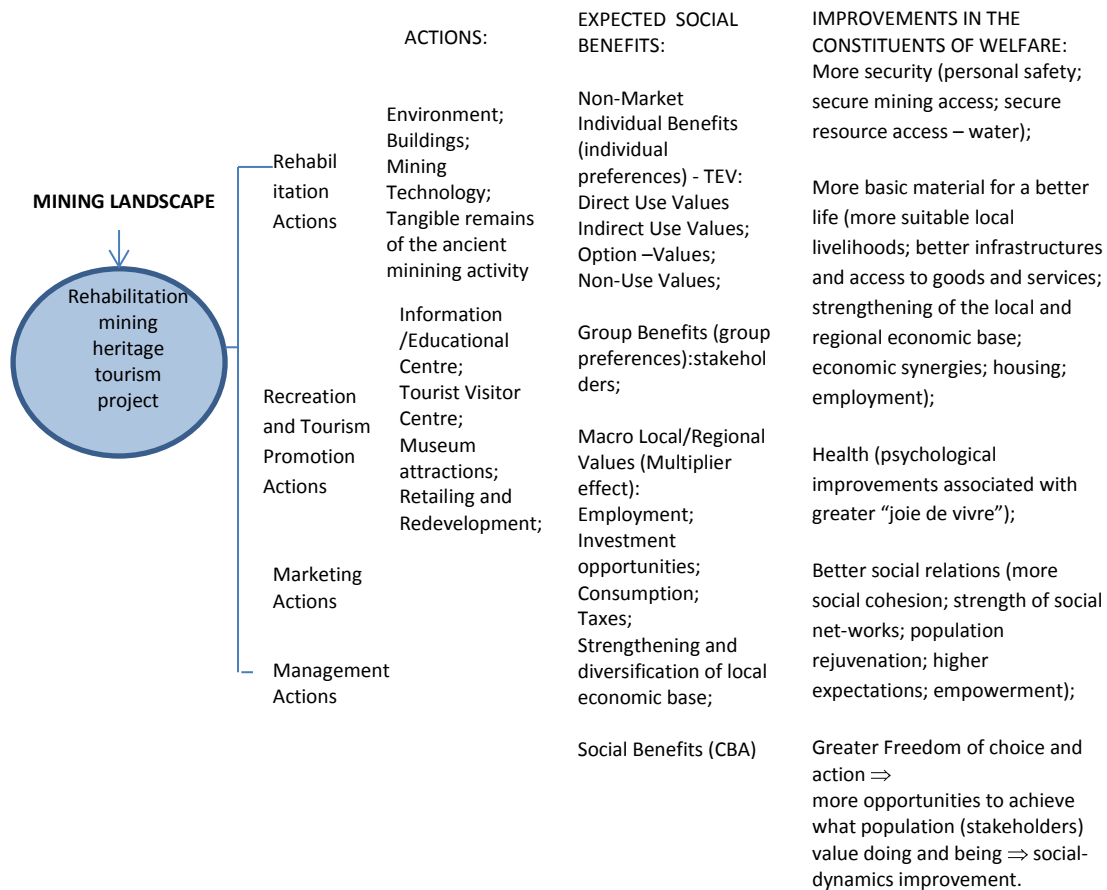 MINING LANDSCAPE
Rehabilitation
mining
heritage
tourism
project
Rehabil
itation
Actions
Recreation
and Tourism
Promotion
Actions
Marketing
Actions
Management
Actions
ACTIONS:
Environment;
Buildings;
Mining
Technology;
Tangible remains
of the ancient
minining activity
Information
/Educational
Centre;
Tourist Visitor
Centre;
Museum
attractions;
Retailing and
Redevelopment;
EXPECTED SOCIAL
BENEFITS:
Non-Market
Individual Benefits
(individual
preferences) - TEV:
Direct Use Values
Indirect Use Values;
Option –Values;
Non-Use Values;
Group Benefits (group
preferences):stakehol
ders;
Macro Local/Regional
Values (Multiplier
effect):
Employment;
Investment
opportunities;
Consumption;
Taxes;
Strengthening and
diversification of local
economic base;
Social Benefits (CBA)
IMPROVEMENTS IN THE
CONSTITUENTS OF WELFARE:
More security (personal safety;
secure mining access; secure
resource access – water);
More basic material for a better
life (more suitable local
livelihoods; better infrastructures
and access to goods and services;
strengthening of the local and
regional economic base;
economic synergies; housing;
employment);
Health (psychological
improvements associated with
greater “joie de vivre”);
Better social relations (more
social cohesion; strength of social
net-works; population
rejuvenation; higher
expectations; empowerment);
Greater Freedom of choice and
action ⇒
more opportunities to achieve
what population (stakeholders)
value doing and being ⇒ social-
dynamics improvement.